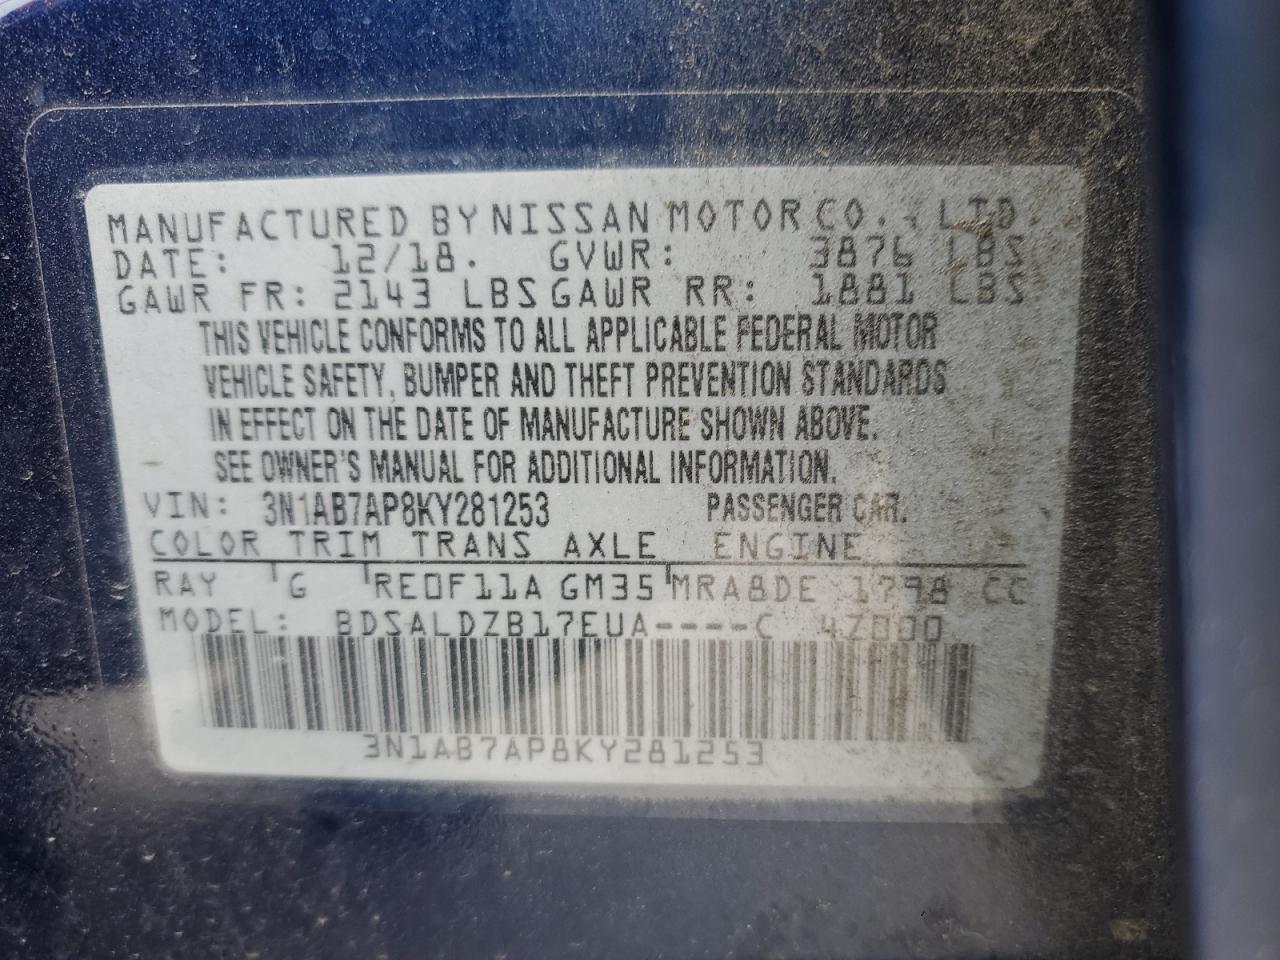 MANUFACTURED BY NISSAN MOTOR CO., LTD.
DATE: 12/18. GVWR: 3876 LBS
GAWR FR: 2143 LBS GAWR RR: 1881 LBS
THIS VEHICLE CONFORMS TO ALL APPLICABLE FEDERAL MOTOR
VEHICLE SAFETY, BUMPER AND THEFT PREVENTION STANDARDS
IN EFFECT ON THE DATE OF MANUFACTURE SHOWN ABOVE.
SEE OWNER'S MANUAL FOR ADDITIONAL INFORMATION.
VIN: 3N1AB7AP8KY281253 PASSENGER CAR.
COLOR TRIM TRANS AXLE ENGINE
RAY G RE0F11A GM35 MRA8DE 1798 CC
MODEL: BDSALDZB17EUA----C 4Z000
3N1AB7AP8KY281253